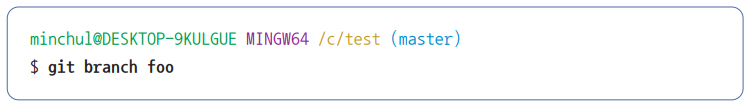 minchul@DESKTOP-9KULGUE MINGW64 /c/test (master)
$ git branch foo